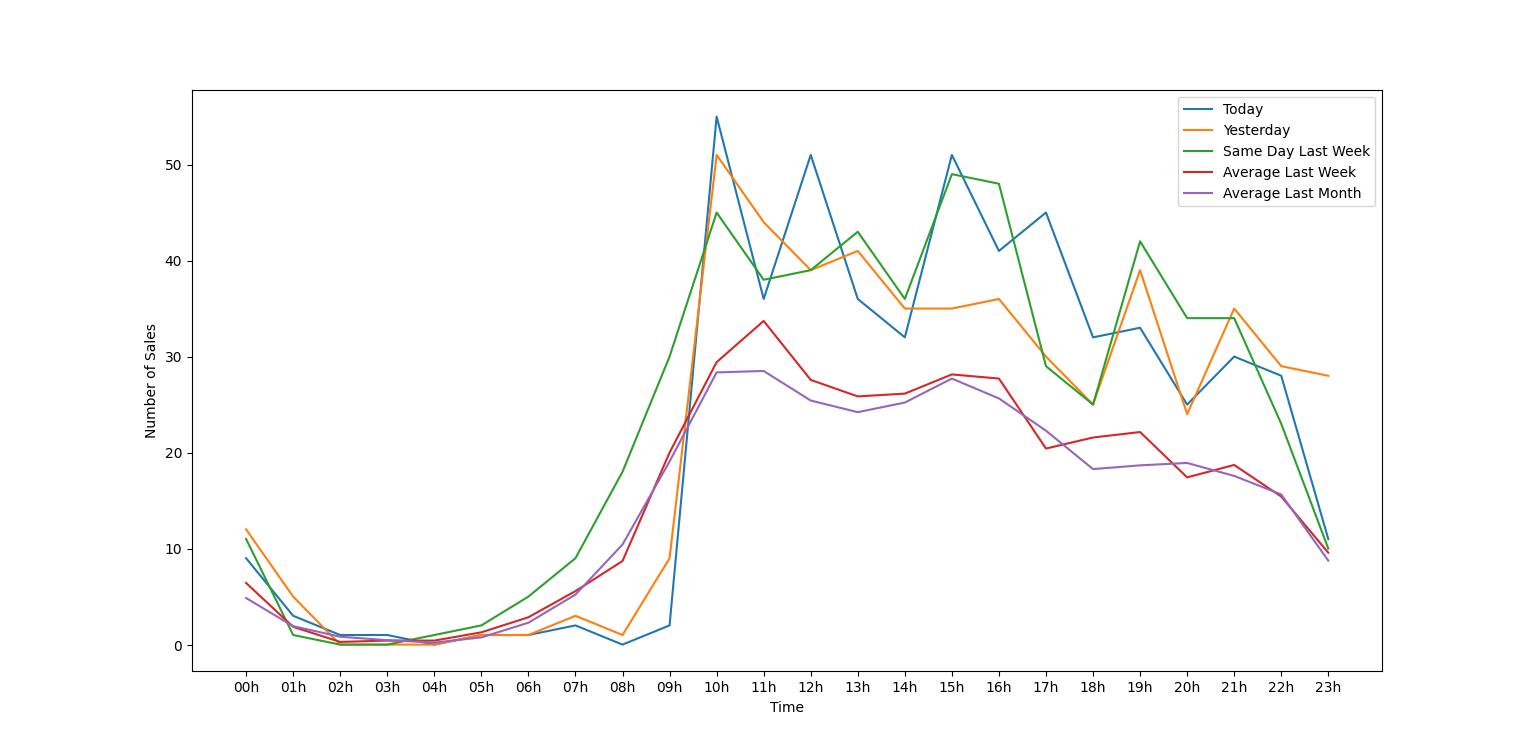 Today
Yesterday
Same Day Last Week
Average Last Week
Average Last Month
50
40
30
20
10
0
Number of Sales
00h 01h 02h 03h 04h 05h 06h 07h 08h 09h 10h 11h 12h 13h 14h 15h 16h 17h 18h 19h 20h 21h 22h 23h
Time